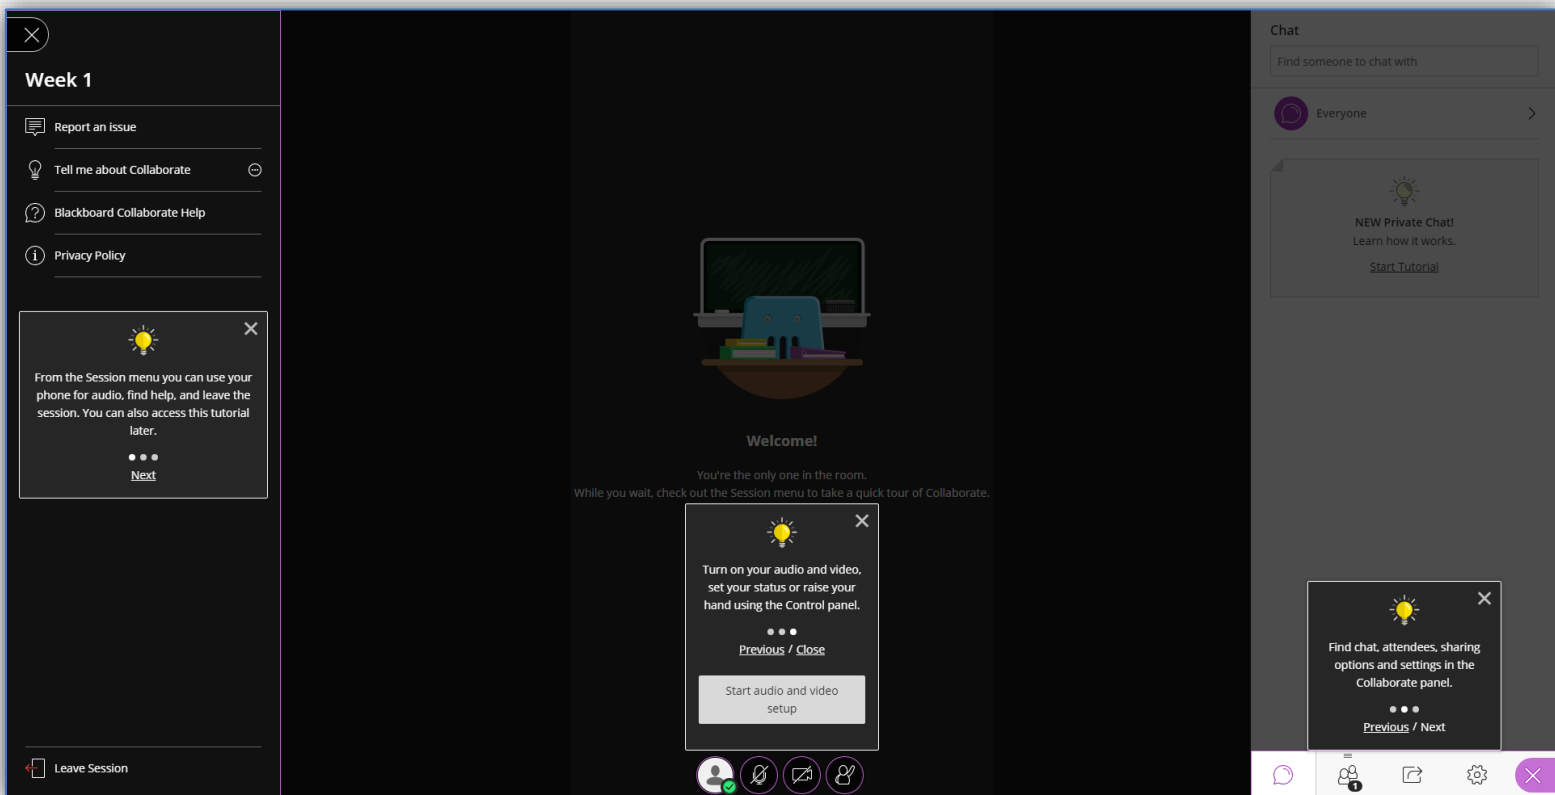 Week 1
Report an issue
Tell me about Collaborate
Blackboard Collaborate Help
Privacy Policy
From the Session menu you can use your
phone for audio, find help, and leave the
session. You can also access this tutorial
later.
Next
Leave Session
Welcome!
You're the only one in the room.
While you wait, check out the Session menu to take a quick tour of Collaborate.
Turn on your audio and video,
set your status or raise your
hand using the Control panel.
Previous / Close
Start audio and video
setup
Chat
Find someone to chat with
Everyone
NEW Private Chat!
Learn how it works.
Start Tutorial
Find chat, attendees, sharing
options and settings in the
Collaborate panel.
Previous / Next
1